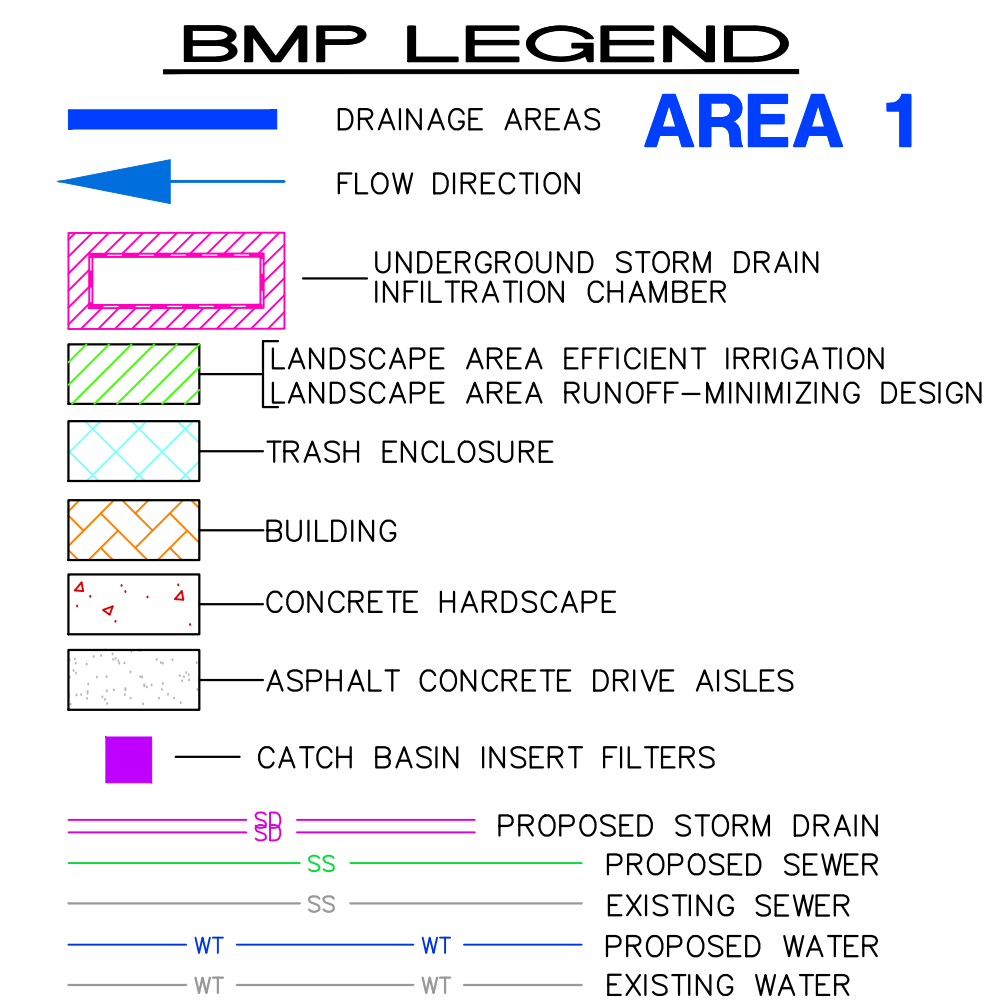 BMP LEGEND
DRAINAGE AREAS AREA 1
FLOW DIRECTION
UNDERGROUND STORM DRAIN
INFILTRATION CHAMBER
LANDSCAPE AREA EFFICIENT IRRIGATION
LANDSCAPE AREA RUNOFF-MINIMIZING DESIGN
TRASH ENCLOSURE
BUILDING
CONCRETE HARDSCAPE
ASPHALT CONCRETE DRIVE AISLES
CATCH BASIN INSERT FILTERS
SD
SD
PROPOSED STORM DRAIN
SS PROPOSED SEWER
SS EXISTING SEWER
WT WT PROPOSED WATER
WT WT EXISTING WATER